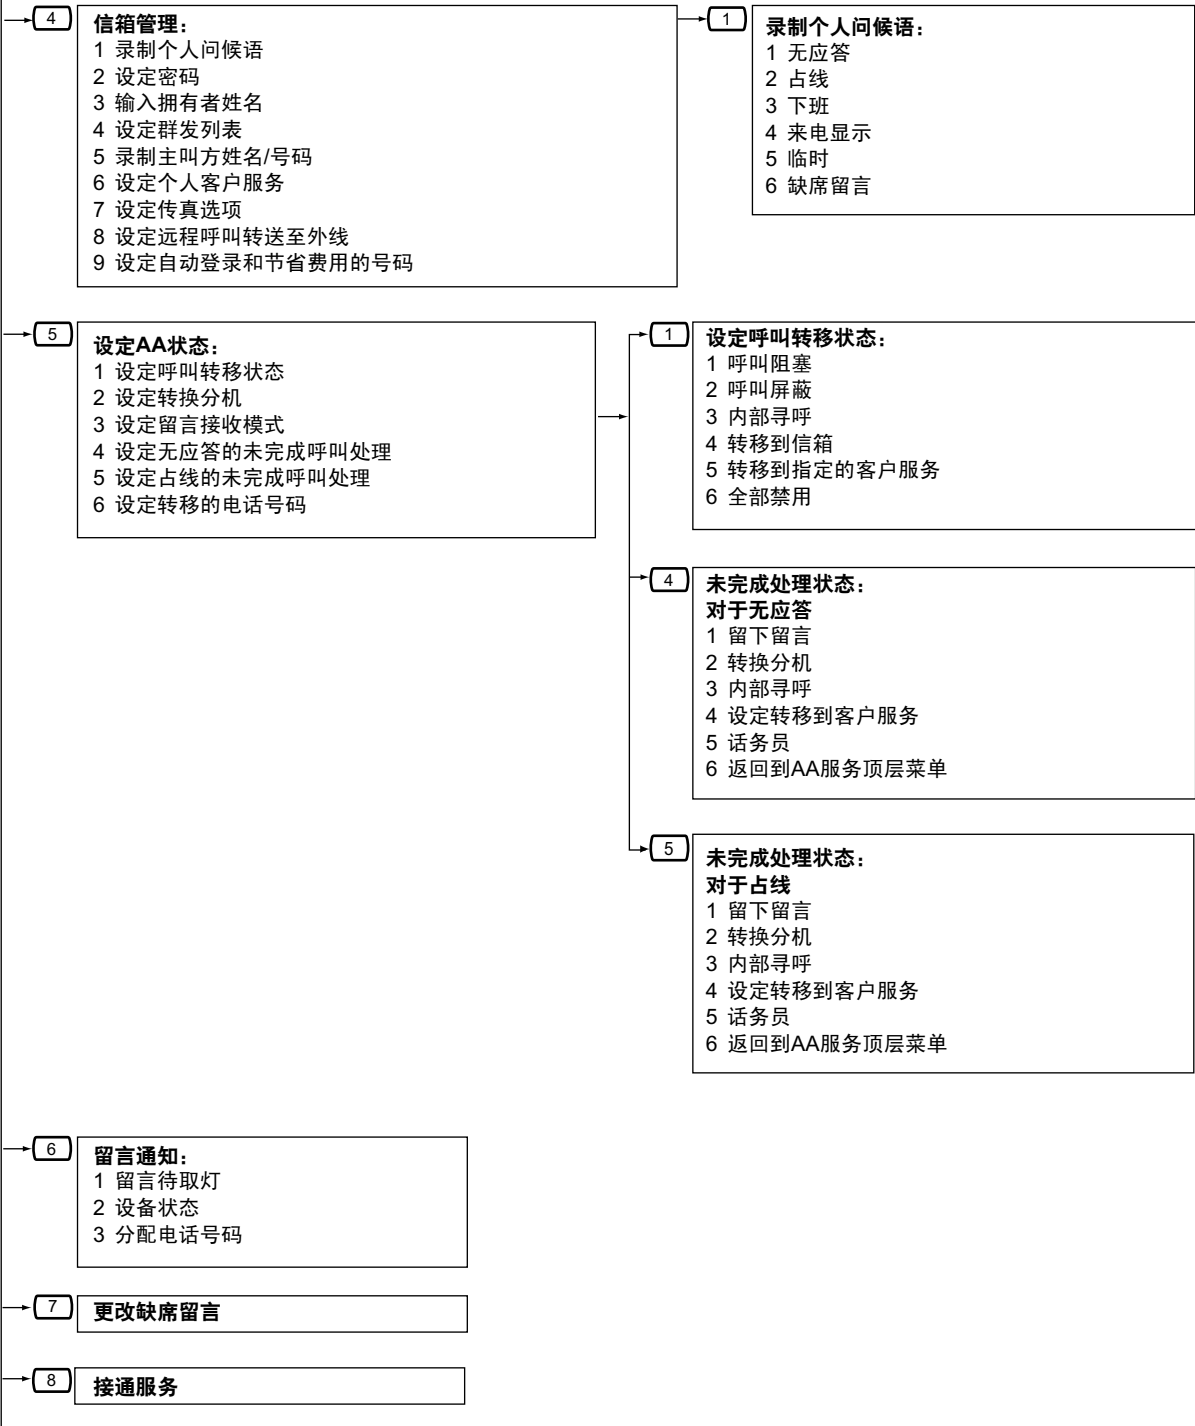 4
信箱管理：
1 录制个人问候语
2 设定密码
3 输入拥有者姓名
4 设定群发列表
5 录制主叫方姓名/号码
6 设定个人客户服务
7 设定传真选项
8 设定远程呼叫转送至外线
9 设定自动登录和节省费用的号码
1
录制个人问候语：
1 无应答
2 占线
3 下班
4 来电显示
5 临时
6 缺席留言
5
设定AA状态：
1 设定呼叫转移状态
2 设定转换分机
3 设定留言接收模式
4 设定无应答的未完成呼叫处理
5 设定占线的未完成呼叫处理
6 设定转移的电话号码
1
设定呼叫转移状态：
1 呼叫阻塞
2 呼叫屏蔽
3 内部寻呼
4 转移到信箱
5 转移到指定的客户服务
6 全部禁用
4
未完成处理状态：
对于无应答
1 留下留言
2 转换分机
3 内部寻呼
4 设定转移到客户服务
5 话务员
6 返回到AA服务顶层菜单
5
未完成处理状态：
对于占线
1 留下留言
2 转换分机
3 内部寻呼
4 设定转移到客户服务
5 话务员
6 返回到AA服务顶层菜单
6
留言通知：
1 留言待取灯
2 设备状态
3 分配电话号码
7
更改缺席留言
8
接通服务